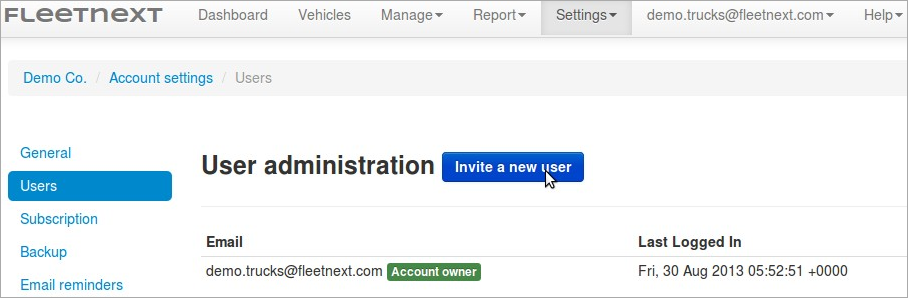 FLEETNEXT Dashboard Vehicles Manage Report Settings demo.trucks@fleetnext.com Help
Demo Co. / Account settings / Users
General
User administration Invite a new user
Users
Subscription
Backup
Email reminders
Email Last Logged In
demo.trucks@fleetnext.com Account owner Fri, 30 Aug 2013 05:52:51 +0000